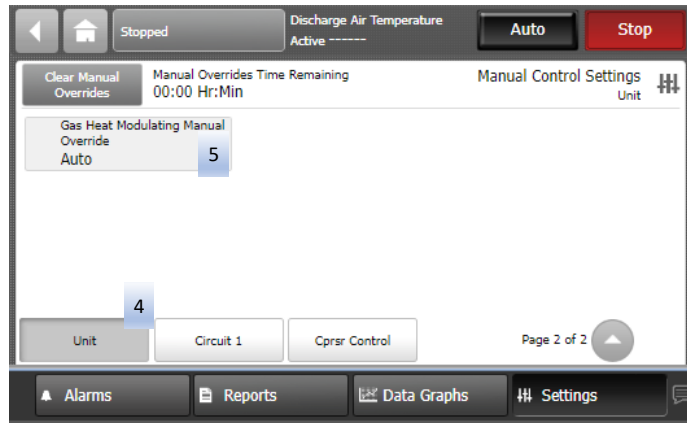 Stopped
Discharge Air Temperature
Active ------
Auto
Stop
Clear Manual
Overrides
Manual Overrides Time Remaining
00:00 Hr:Min
Manual Control Settings
Unit
Gas Heat Modulating Manual
Override
Auto
5
4
Unit
Circuit 1
Cprsr Control
Page 2 of 2
Alarms
Reports
Data Graphs
Settings